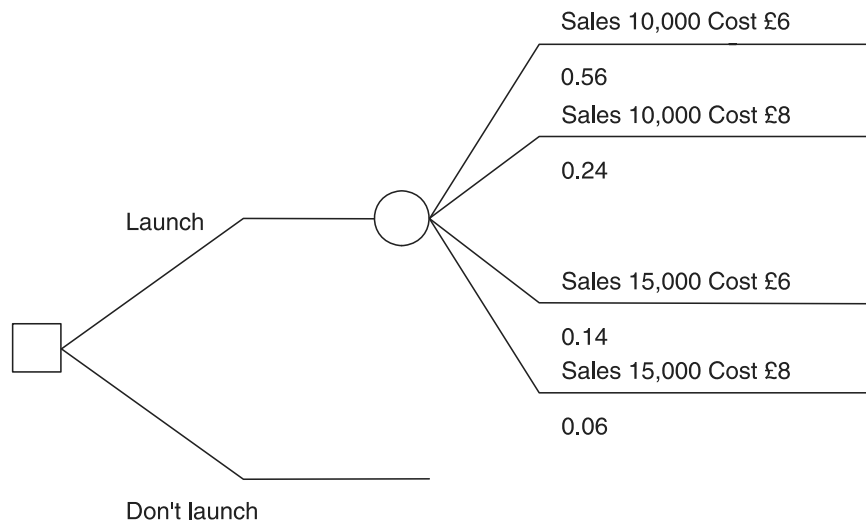 Sales 10,000 Cost £6
0.56
Sales 10,000 Cost £8
0.24
Launch
Sales 15,000 Cost £6
0.14
Sales 15,000 Cost £8
0.06
Don't launch